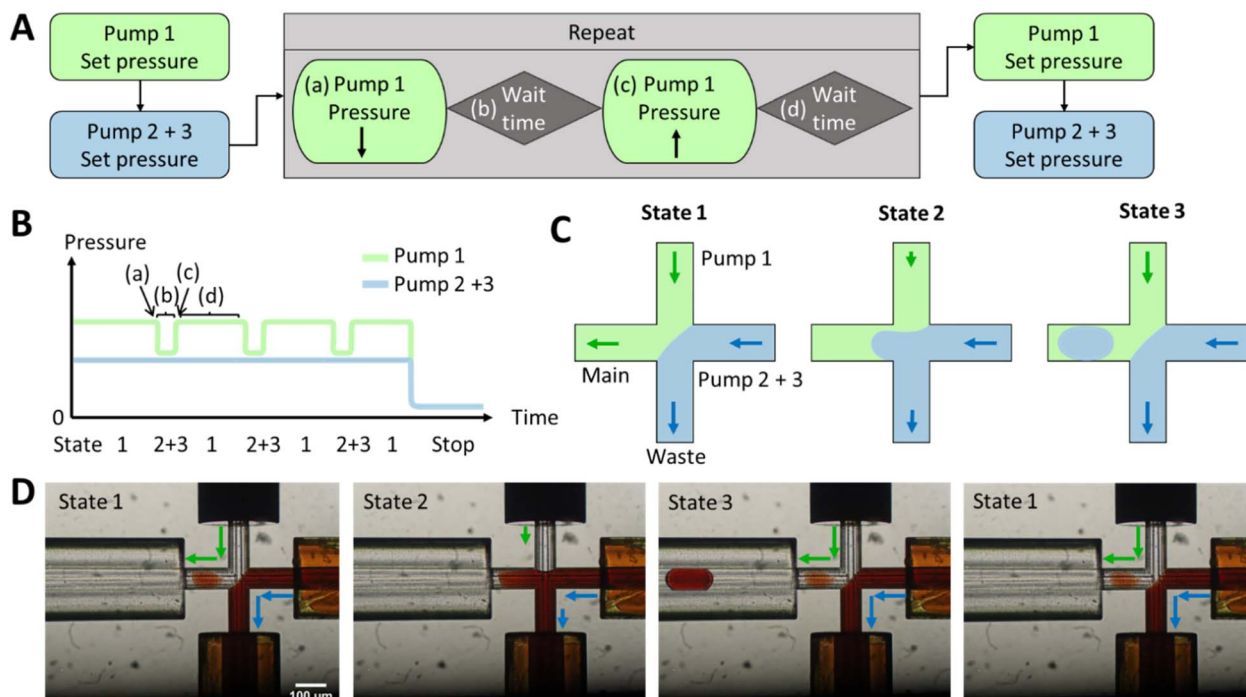 A
Pump 1
Set pressure
Pump 2 + 3
Set pressure
Repeat
(a) Pump 1
Pressure
(b) Wait
time
(c) Pump 1
Pressure
(d) Wait
time
Pump 1
Set pressure
Pump 2 + 3
Set pressure
B
Pressure
Pump 1
Pump 2 +3
(a)
(b)
(c)
(d)
0
Time
State 1 2+3 1 2+3 1 2+3 1 Stop
C
State 1
State 2
State 3
Pump 1
Main
Pump 2 + 3
Waste
D
State 1
State 2
State 3
State 1
100 µm